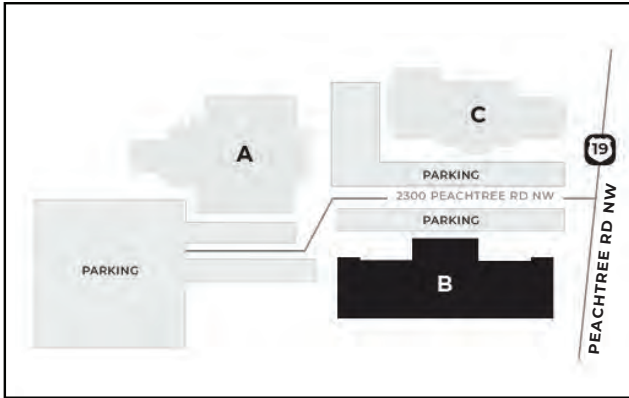 C
A
19
PARKING
2300 PEACHTREE RD NW
PARKING
PARKING
B
PEACHTREE RD NW